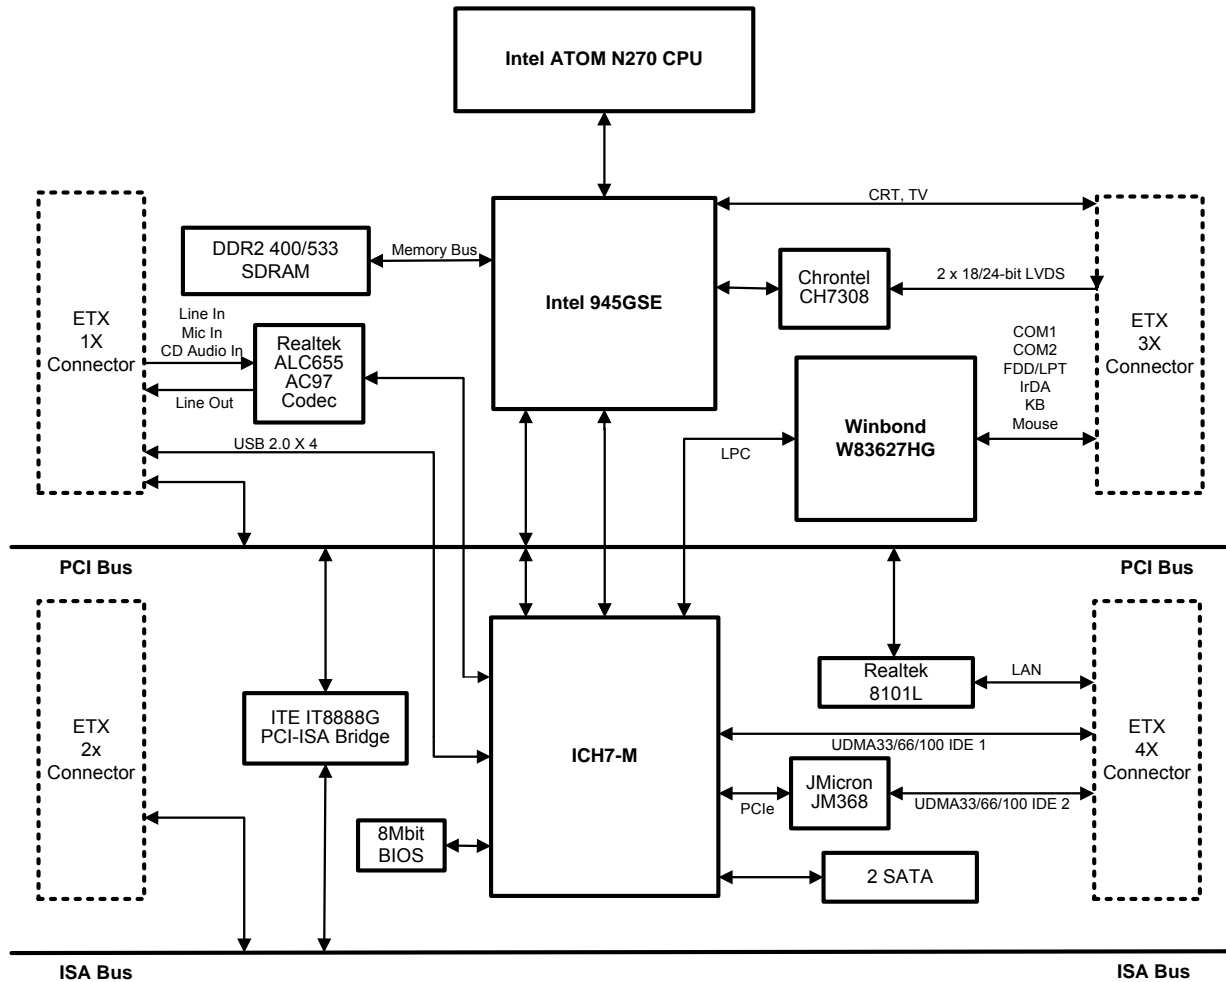 Intel ATOM N270 CPU
CRT, TV
DDR2 400/533
SDRAM
Memory Bus
Intel 945GSE
Chrontel
CH7308
2 x 18/24-bit LVDS
ETX
1X
Connector
Line In
Mic In
CD Audio In
Line Out
Realtek
ALC655
AC97
Codec
USB 2.0 X 4
LPC
Winbond
W83627HG
COM1
COM2
FDD/LPT
IrDA
KB
Mouse
ETX
3X
Connector
PCI Bus
PCI Bus
ETX
2x
Connector
ITE IT8888G
PCI-ISA Bridge
8Mbit
BIOS
ICH7-M
Realtek
8101L
LAN
UDMA33/66/100 IDE 1
PCIe
JMicron
JM368
UDMA33/66/100 IDE 2
2 SATA
ETX
4X
Connector
ISA Bus
ISA Bus